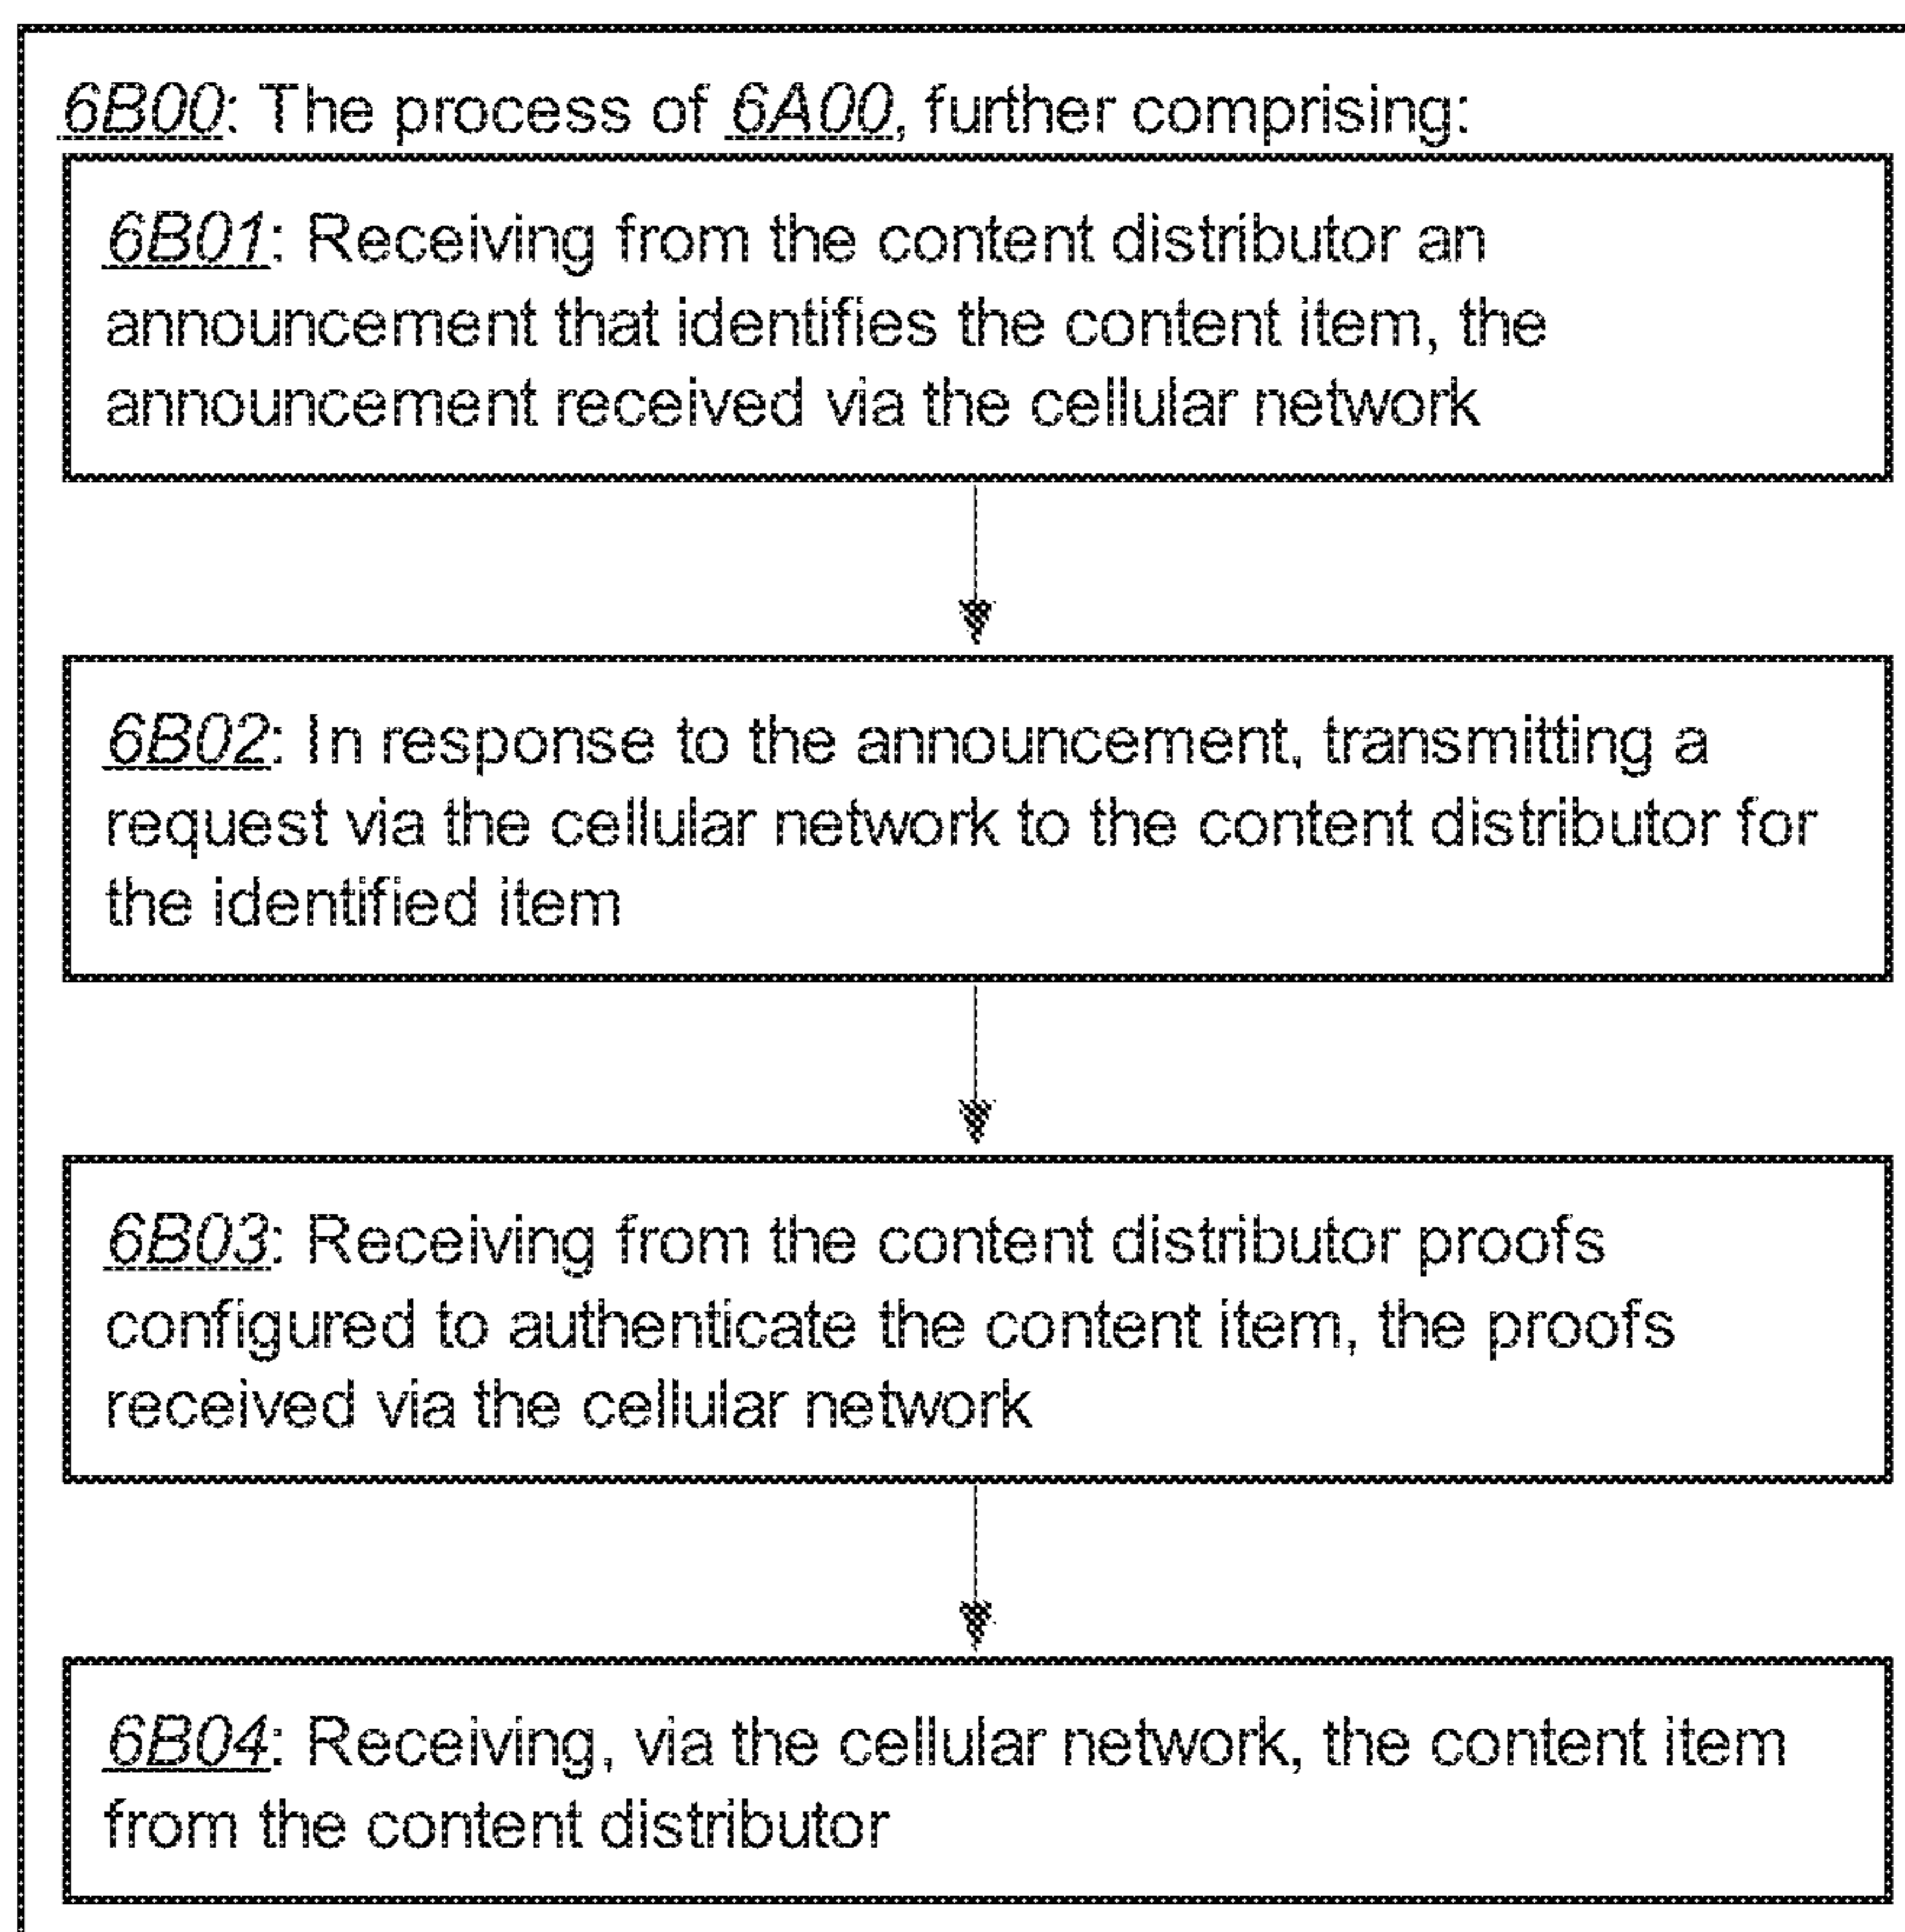 6B00: The process of 6A00, further comprising:
6B01: Receiving from the content distributor an
announcement that identifies the content item, the
announcement received via the cellular network
6B02: In response to the announcement, transmitting a
request via the cellular network to the content distributor for
the identified item
6B03: Receiving from the content distributor proofs
configured to authenticate the content item, the proofs
received via the cellular network
6B04: Receiving, via the cellular network, the content item
from the content distributor